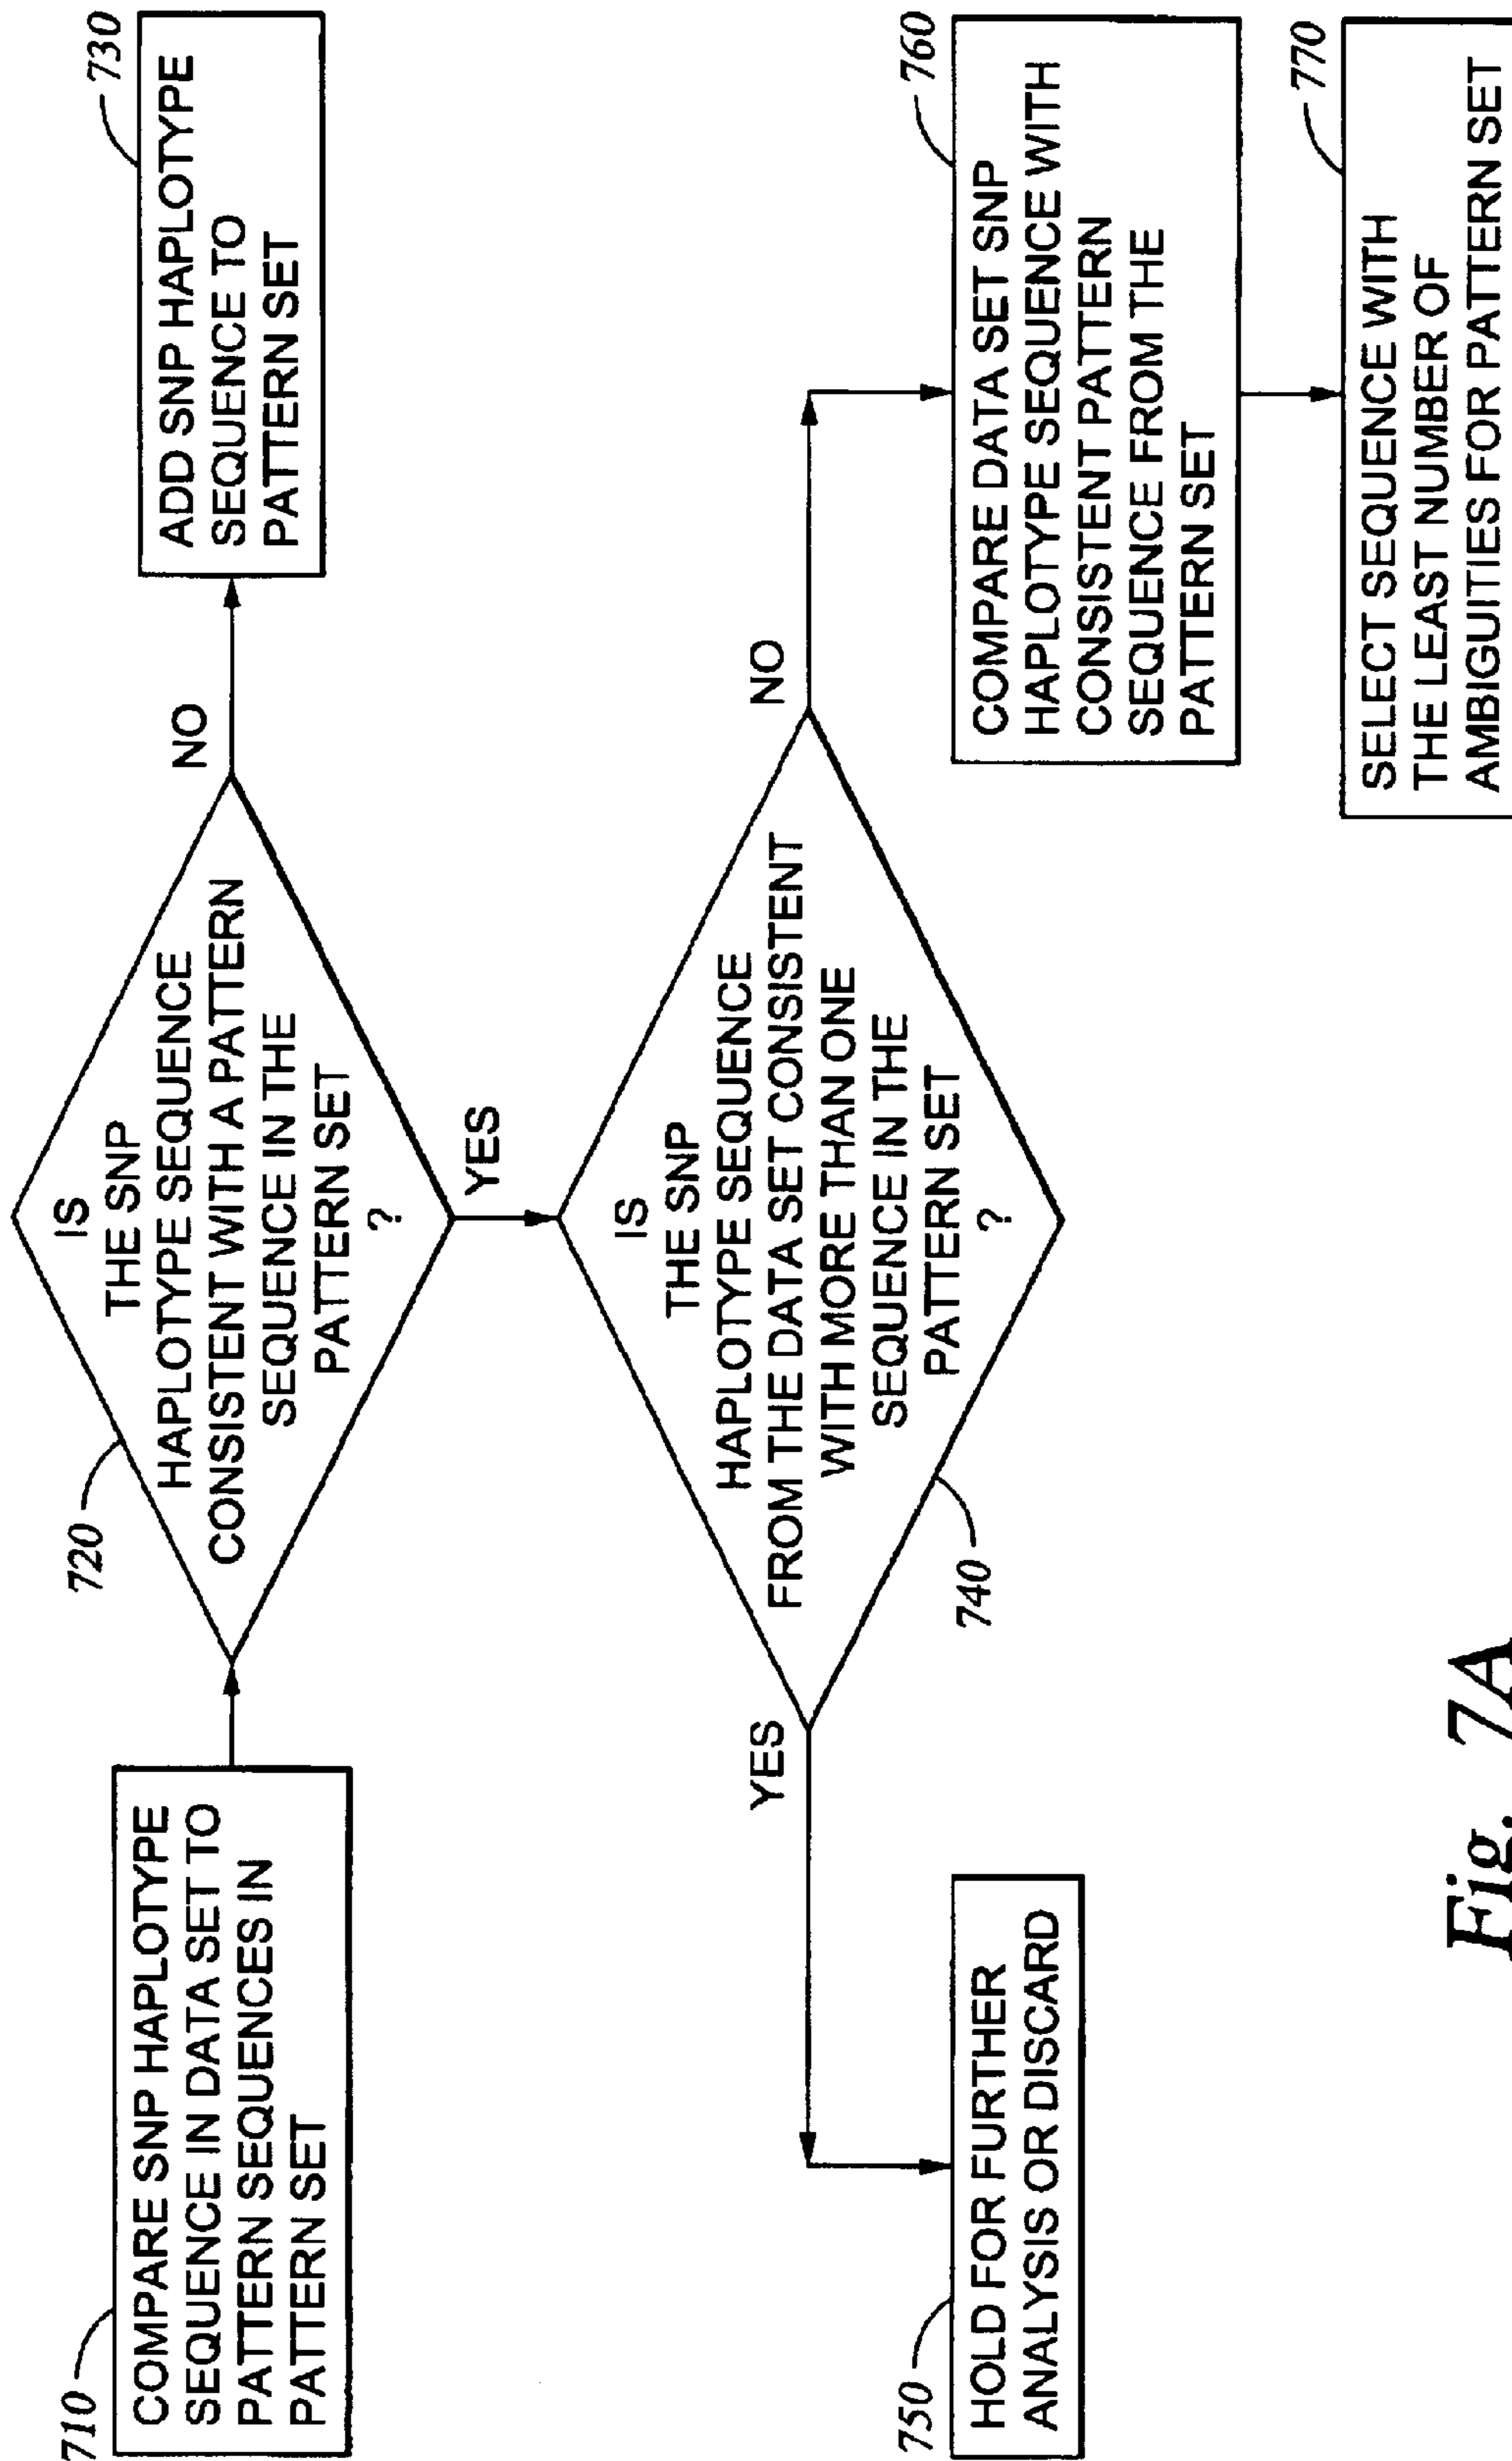 710
COMPARE SNP HAPLOTYPE
SEQUENCE IN DATA SET TO
PATTERN SEQUENCES IN
PATTERN SET
720
IS
THE SNP
HAPLOTYPE SEQUENCE
CONSISTENT WITH A PATTERN
SEQUENCE IN THE
PATTERN SET
?
NO
730
ADD SNP HAPLOTYPE
SEQUENCE TO
PATTERN SET
YES
IS
THE SNP
HAPLOTYPE SEQUENCE
FROM THE DATA SET CONSISTENT
WITH MORE THAN ONE
SEQUENCE IN THE
PATTERN SET
?
740
YES
750
HOLD FOR FURTHER
ANALYSIS OR DISCARD
NO
760
COMPARE DATA SET SNP
HAPLOTYPE SEQUENCE WITH
CONSISTENT PATTERN
SEQUENCE FROM THE
PATTERN SET
770
SELECT SEQUENCE WITH
THE LEAST NUMBER OF
AMBIGUITIES FOR PATTERN SET
Fig. 7A